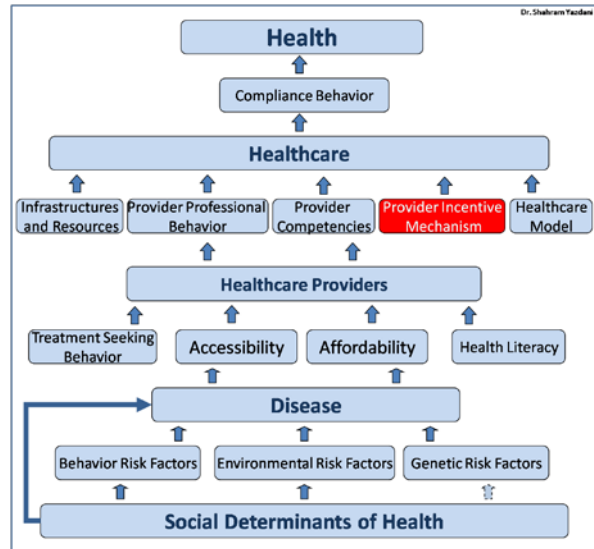 Dr. Shahram Yazdani
Health
Compliance Behavior
Healthcare
Infrastructures
and Resources
Provider Professional
Behavior
Provider
Competencies
Provider Incentive
Mechanism
Healthcare
Model
Healthcare Providers
Treatment Seeking
Behavior
Accessibility
Affordability
Health Literacy
Disease
Behavior Risk Factors
Environmental Risk Factors
Genetic Risk Factors
Social Determinants of Health